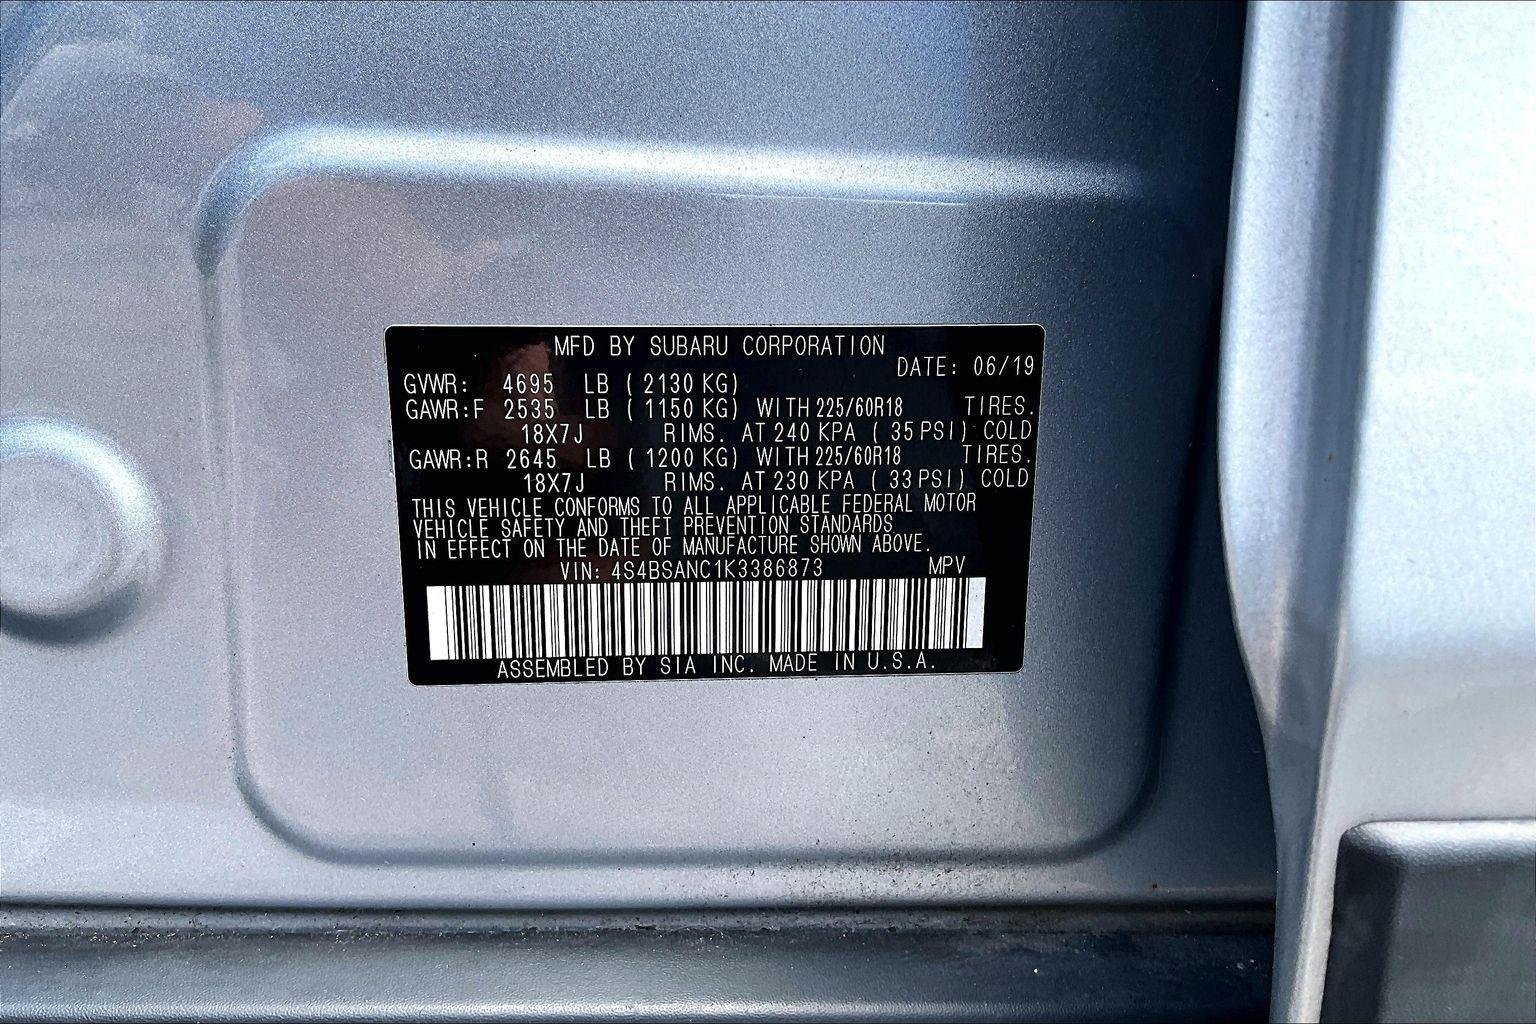 MFD BY SUBARU CORPORATION
DATE: 06/19
GVWR: 4695 LB ( 2130 KG)
GAWR:F 2535 LB ( 1150 KG) WITH 225/60R18 TIRES.
18X7J RIMS. AT 240 KPA ( 35 PSI) COLD
GAWR:R 2645 LB ( 1200 KG) WITH 225/60R18 TIRES.
18X7J RIMS. AT 230 KPA ( 33 PSI) COLD
THIS VEHICLE CONFORMS TO ALL APPLICABLE FEDERAL MOTOR
VEHICLE SAFETY AND THEFT PREVENTION STANDARDS
IN EFFECT ON THE DATE OF MANUFACTURE SHOWN ABOVE.
VIN: 4S4BSANC1K3386873 MPV
ASSEMBLED BY SIA INC. MADE IN U.S.A.